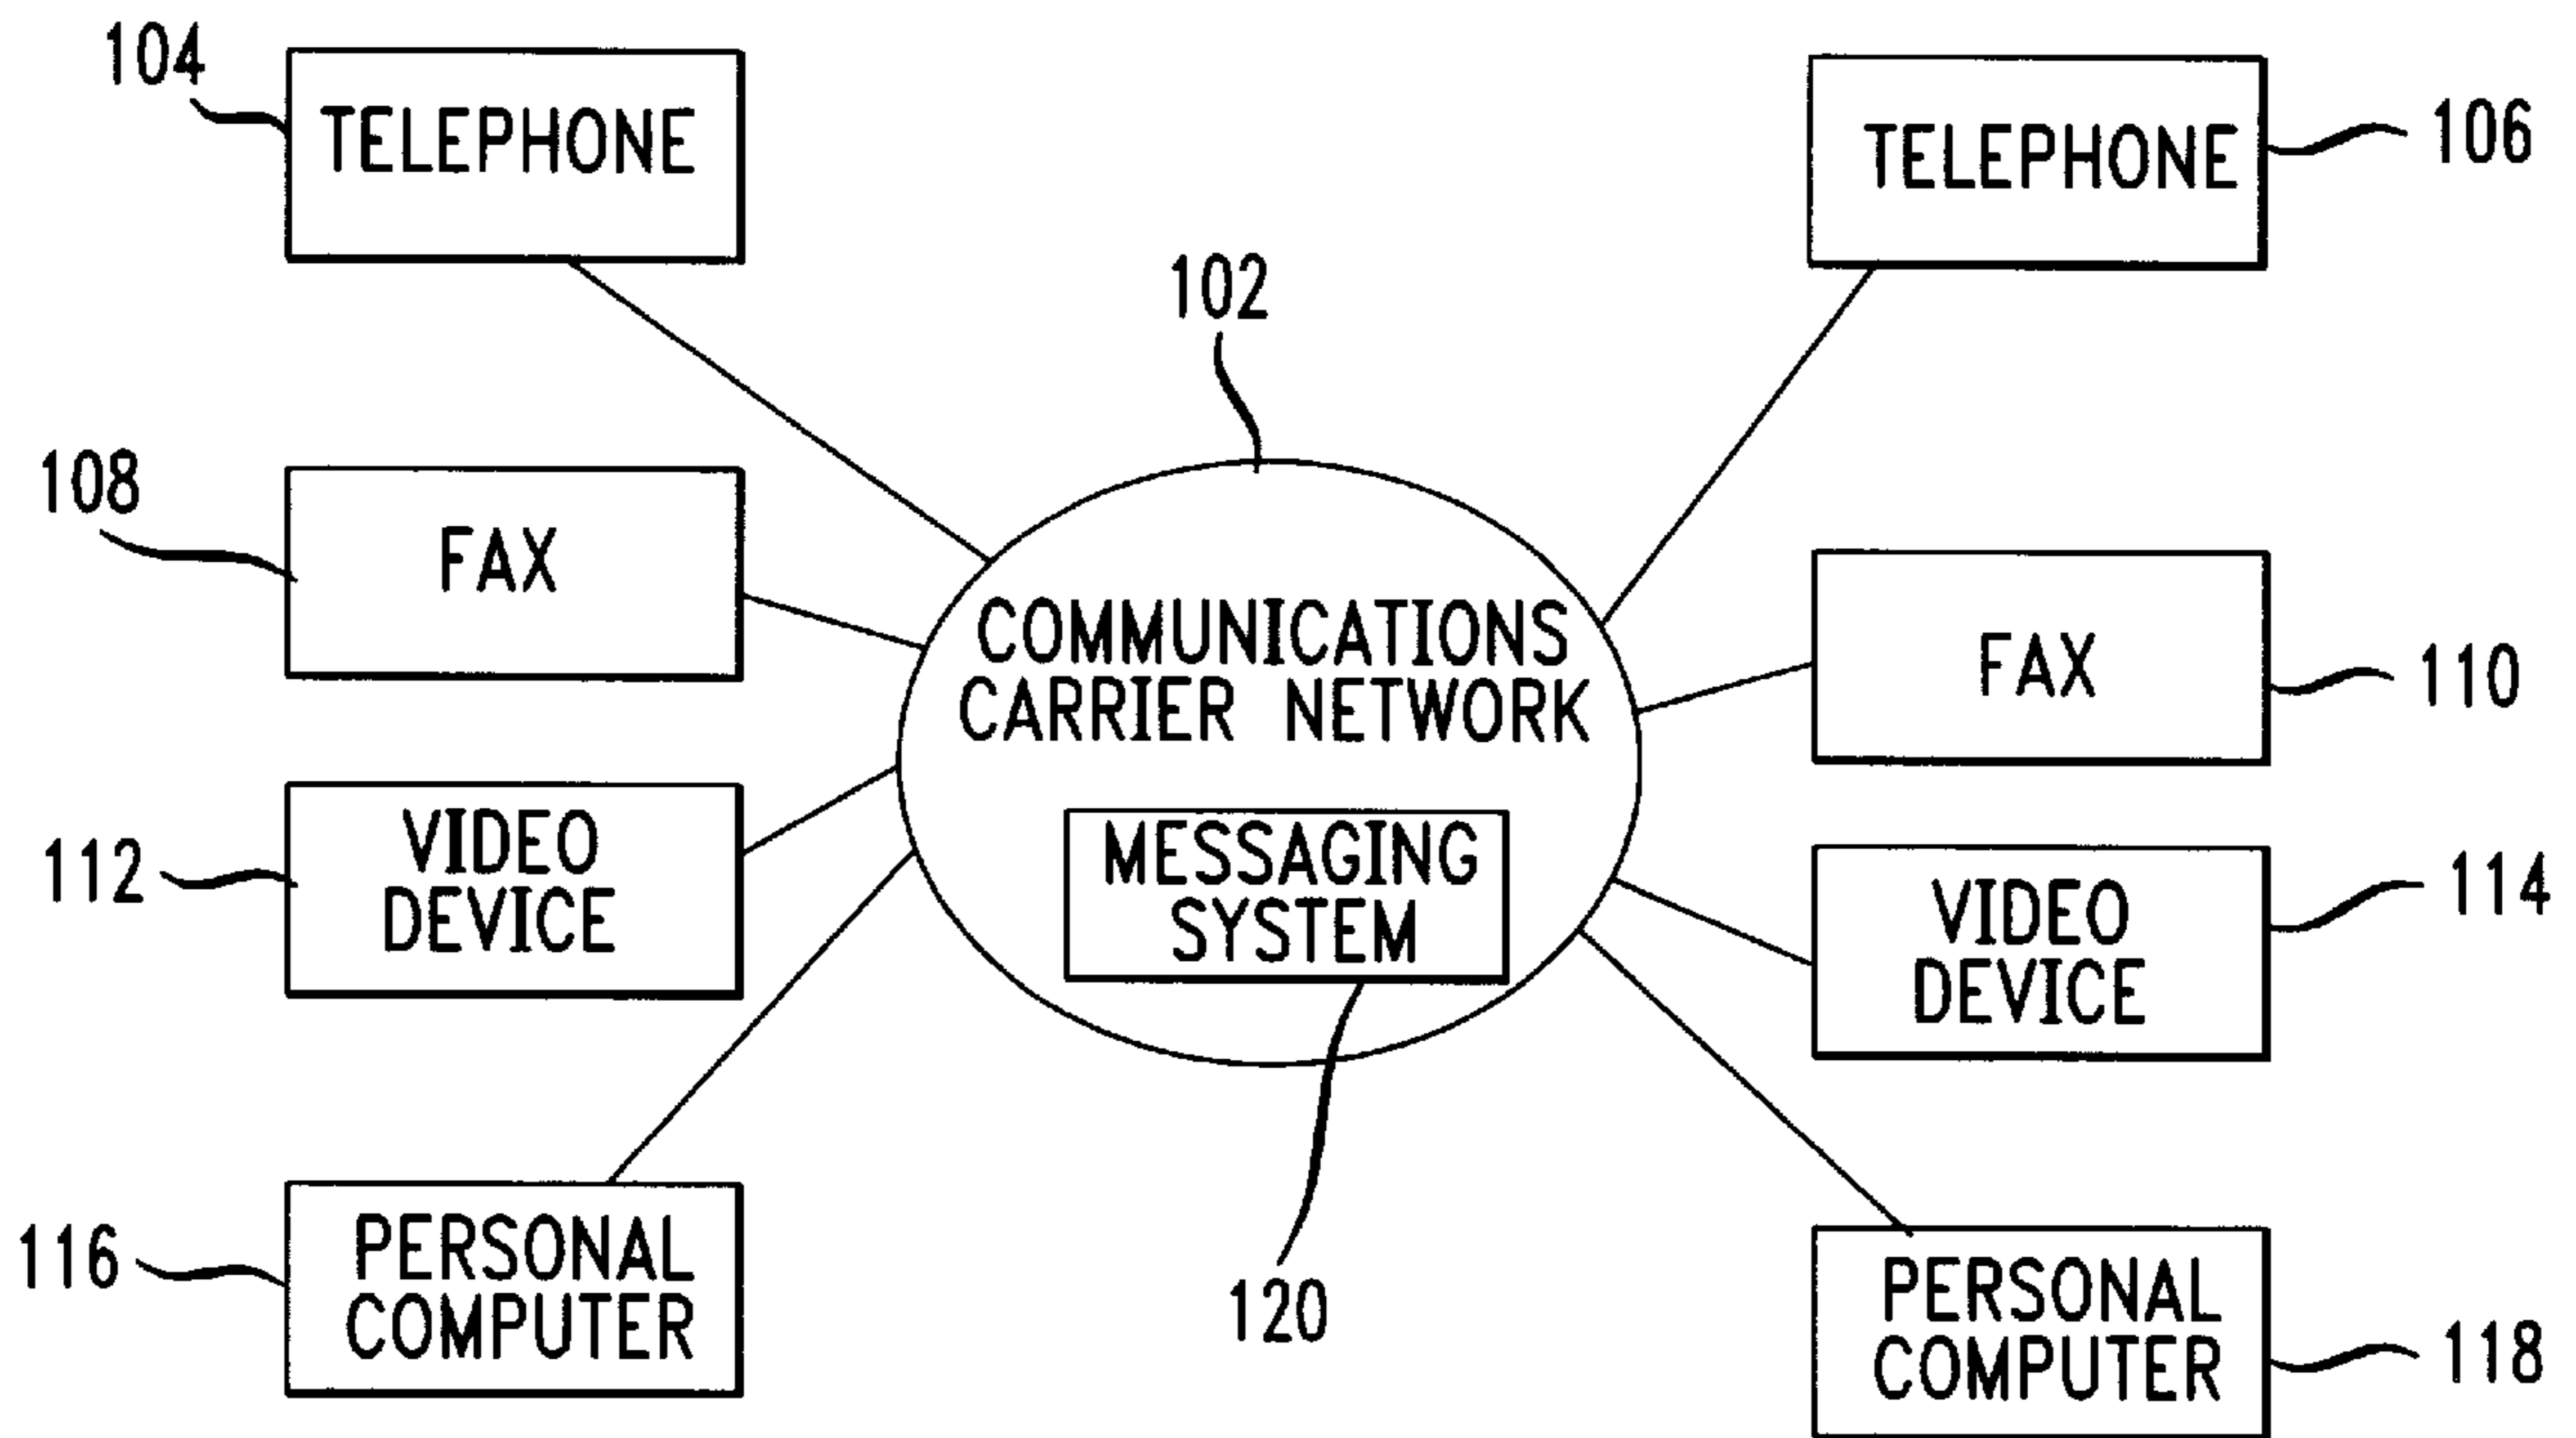 104
TELEPHONE
TELEPHONE
106
102
108
FAX
COMMUNICATIONS
CARRIER NETWORK
FAX
110
112
VIDEO
DEVICE
MESSAGING
SYSTEM
VIDEO
DEVICE
114
116
PERSONAL
COMPUTER
120
PERSONAL
COMPUTER
118